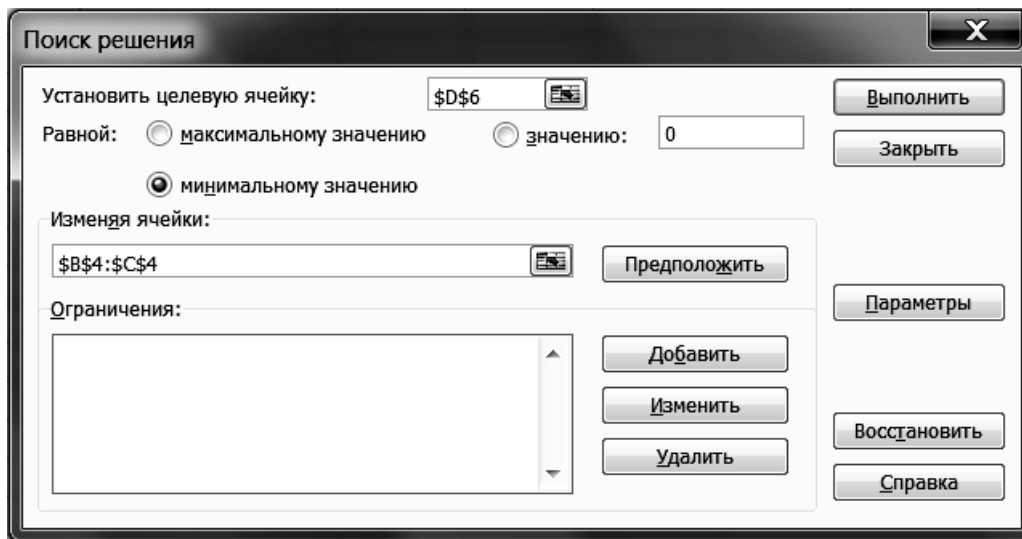 Поиск решения
X
Установить целевую ячейку: $D$6
Выполнить
Равной: максимальному значению значению: 0
Закрыть
минимальному значению
Изменяя ячейки:
$B$4:$C$4
Предположить
Ограничения:
Параметры
Добавить
Изменить
Восстановить
Удалить
Справка